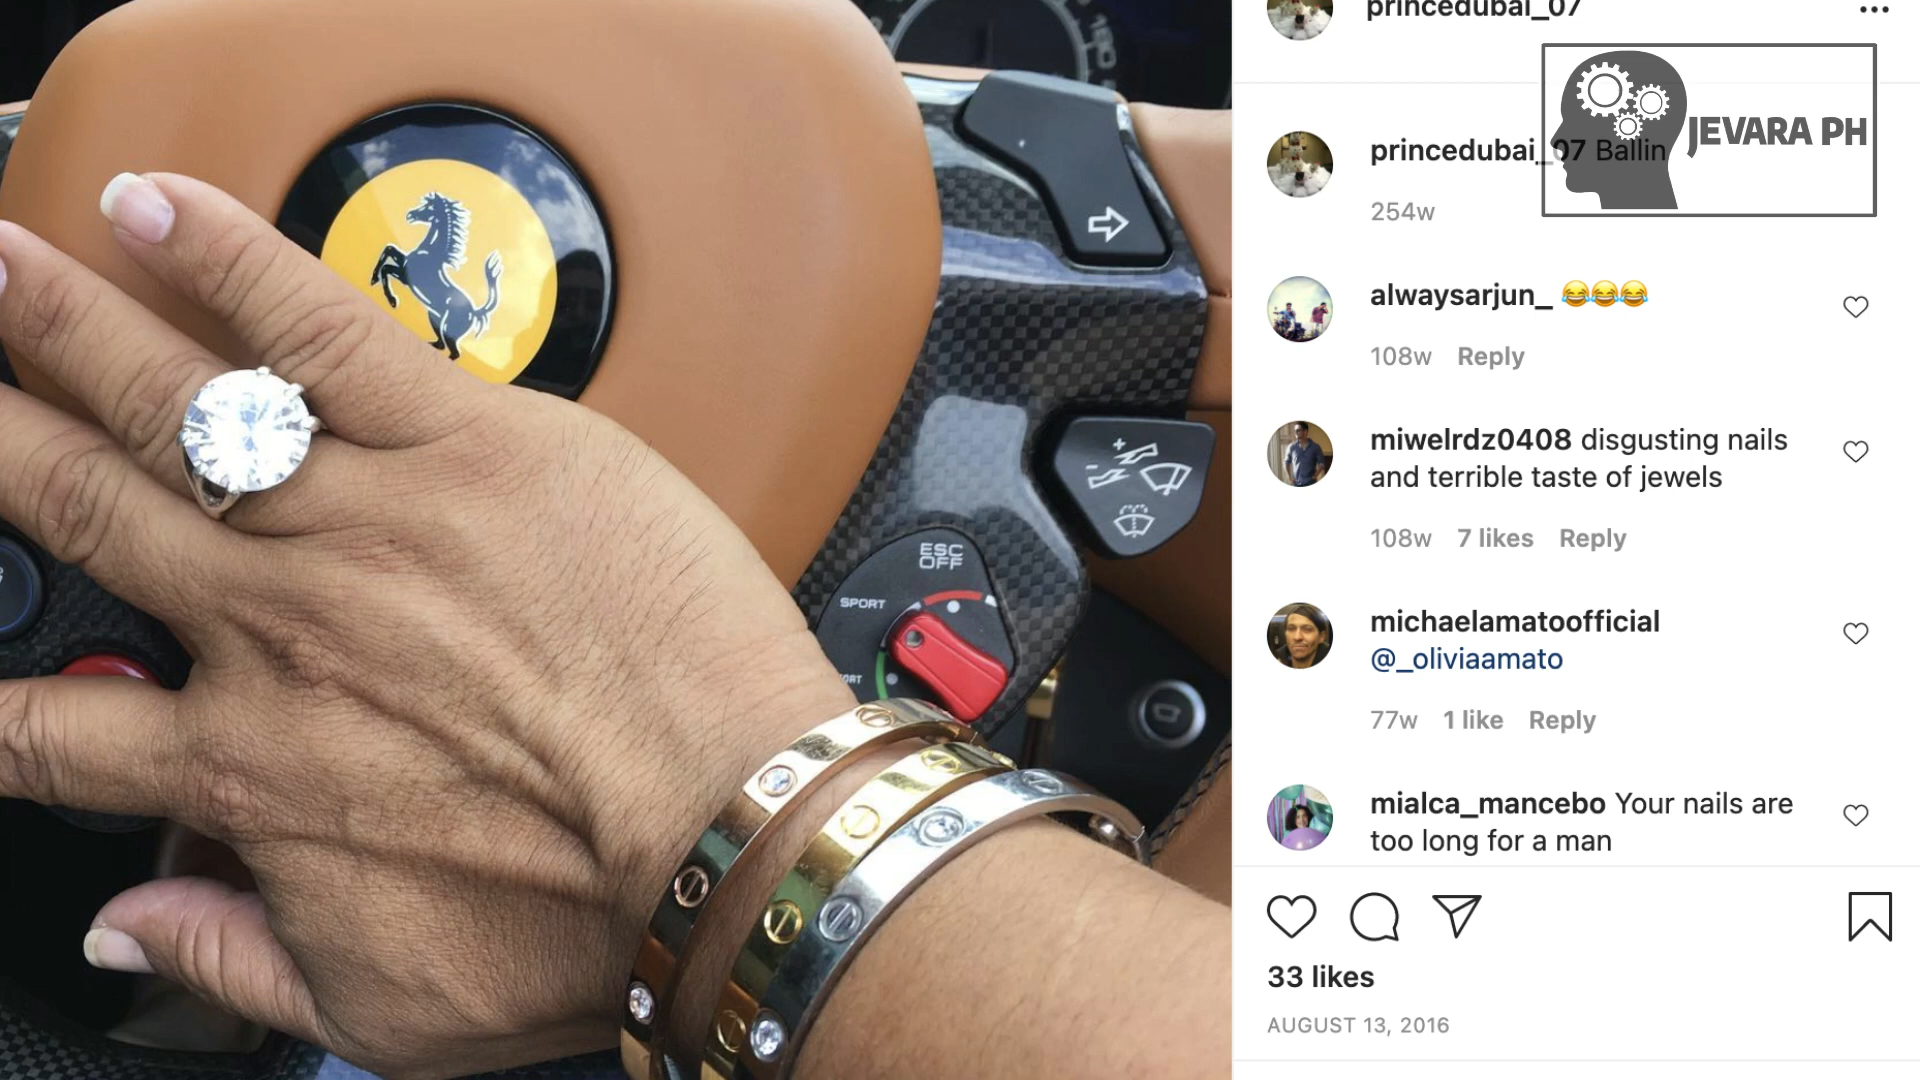 princedubai_07
JEVARA PH
princedubai_07 Ballin
254w
alwaysarjun_ 😂😂😂
108w Reply
miwelrdz0408 disgusting nails
and terrible taste of jewels
108w 7 likes Reply
michaelamatoofficial
@_oliviaamato
77w 1 like Reply
mialca_mancebo Your nails are
too long for a man
33 likes
AUGUST 13, 2016
180
ESC
OFF
SPORT